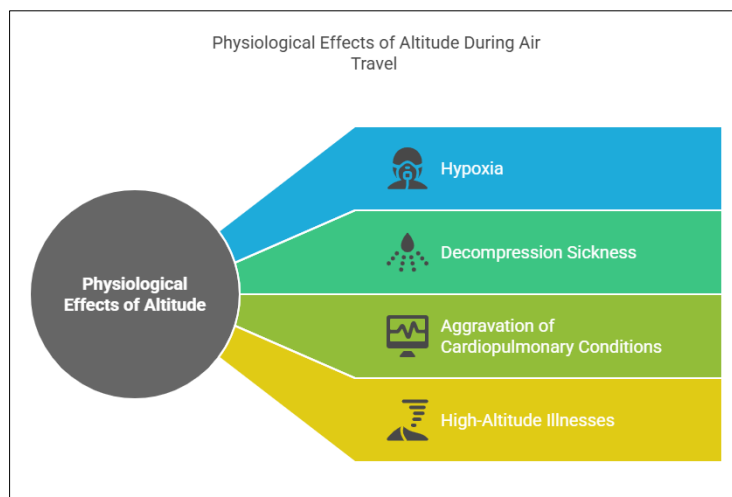 Physiological Effects of Altitude During Air
Travel
Hypoxia
Decompression Sickness
Physiological
Effects of Altitude
Aggravation of
Cardiopulmonary Conditions
High-Altitude Illnesses